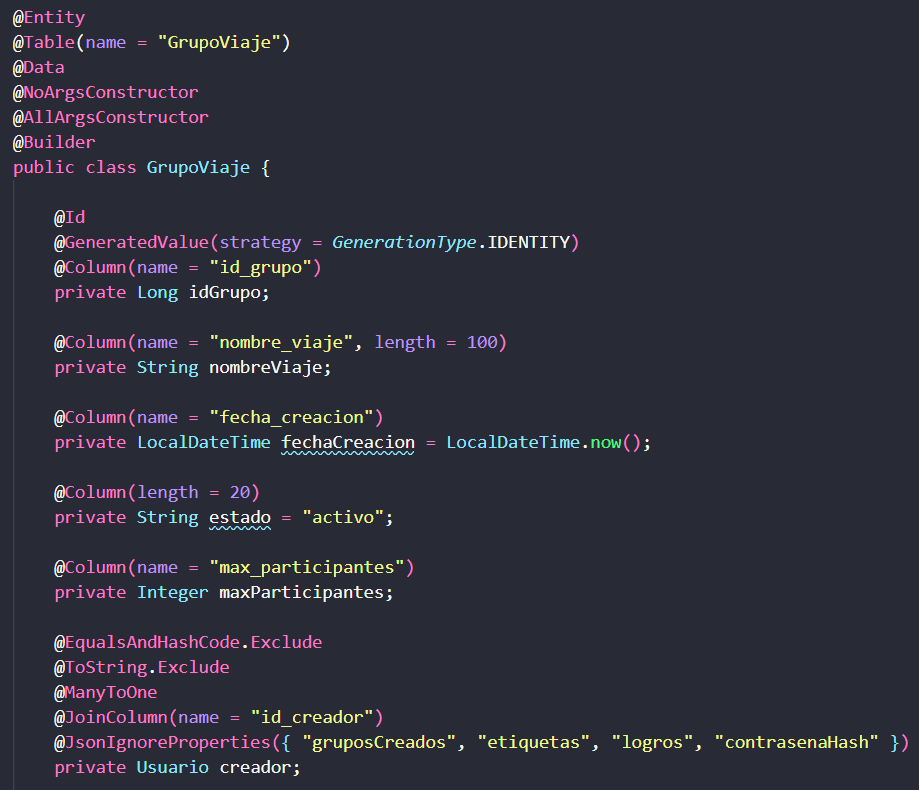 @Entity
@Table(name = "GrupoViaje")
@Data
@NoArgsConstructor
@AllArgsConstructor
@Builder
public class GrupoViaje {
@Id
@GeneratedValue(strategy = GenerationType.IDENTITY)
@Column(name = "id_grupo")
private Long idGrupo;
@Column(name = "nombre_viaje", length = 100)
private String nombreViaje;
@Column(name = "fecha_creacion")
private LocalDateTime fechaCreacion = LocalDateTime.now();
@Column(length = 20)
private String estado = "activo";
@Column(name = "max_participantes")
private Integer maxParticipantes;
@EqualsAndHashCode.Exclude
@ToString.Exclude
@ManyToOne
@JoinColumn(name = "id_creador")
@JsonIgnoreProperties({ "gruposCreados", "etiquetas", "logros", "contrasenaHash" })
private Usuario creador;